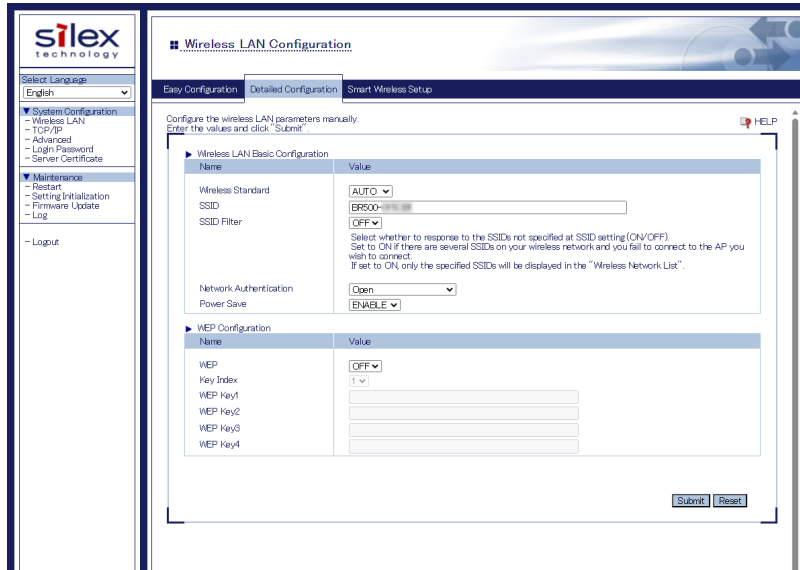 silex
technology
Select Language
English
▼ System Configuration
– Wireless LAN
– TCP/IP
– Advanced
– Login Password
– Server Certificate
▼ Maintenance
– Restart
– Setting Initialization
– Firmware Update
– Log
– Logout
Wireless LAN Configuration
Easy Configuration Detailed Configuration Smart Wireless Setup
Configure the wireless LAN parameters manually.
Enter the values and click "Submit".
HELP
Wireless LAN Basic Configuration
Name Value
Wireless Standard AUTO
SSID BR500-
SSID Filter OFF
Select whether to response to the SSIDs not specified at SSID setting (ON/OFF).
Set to ON if there are several SSIDs on your wireless network and you fail to connect to the AP you
wish to connect.
If set to ON, only the specified SSIDs will be displayed in the "Wireless Network List".
Network Authentication Open
Power Save ENABLE
WEP Configuration
Name Value
WEP OFF
Key Index 1
WEP Key1
WEP Key2
WEP Key3
WEP Key4
Submit Reset